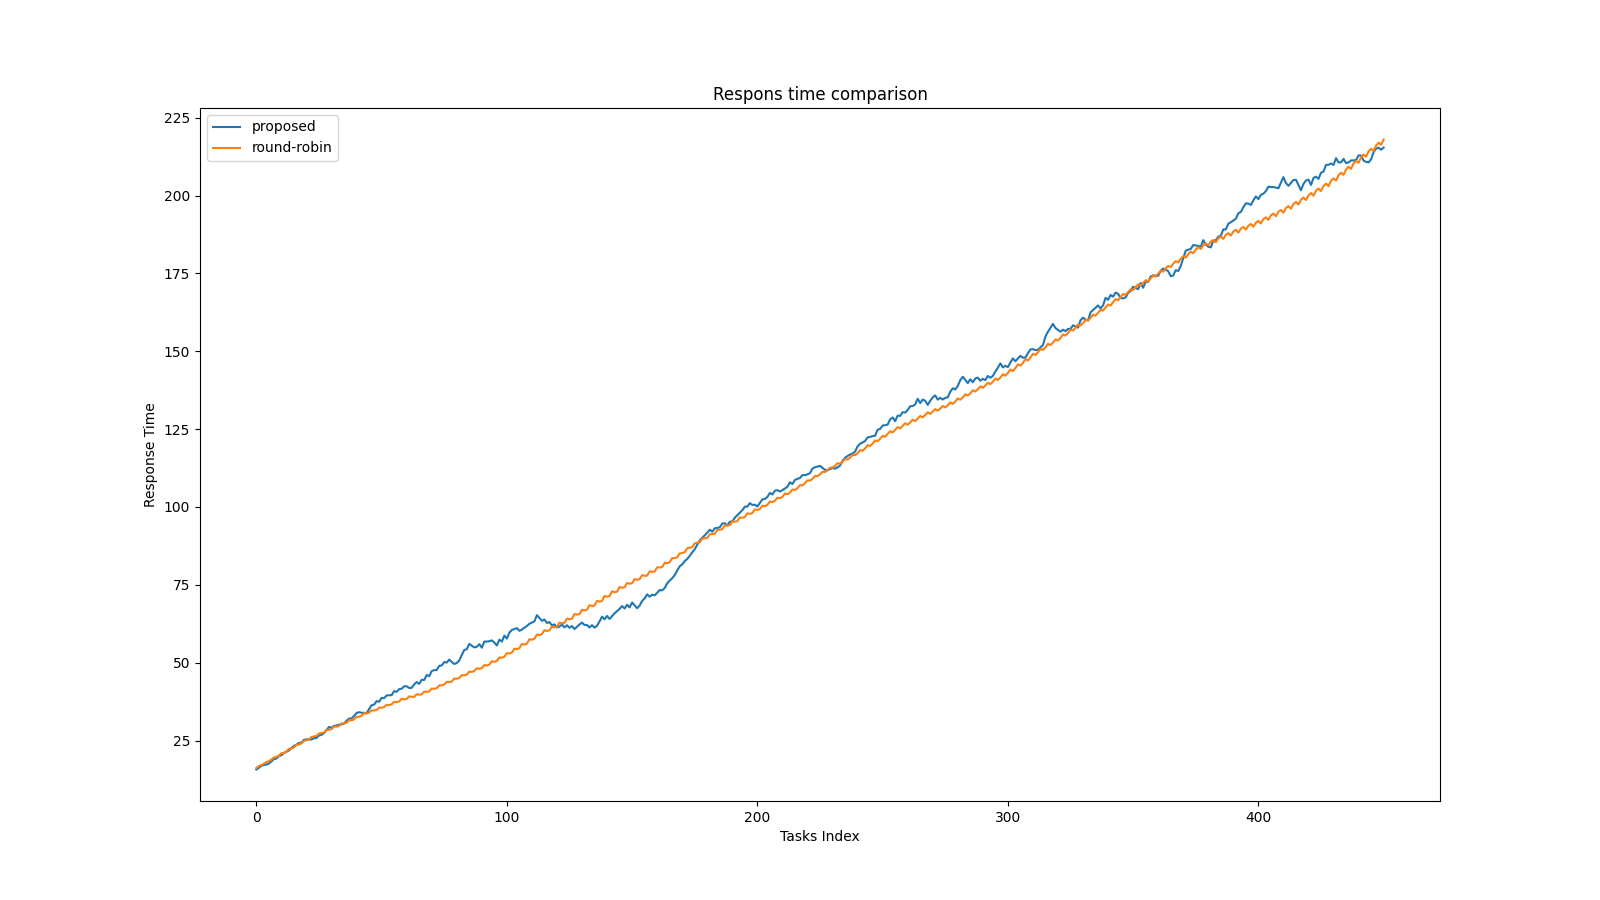 Respons time comparison
proposed
round-robin
225
200
175
150
125
100
75
50
25
Response Time
0 100 200 300 400
Tasks Index